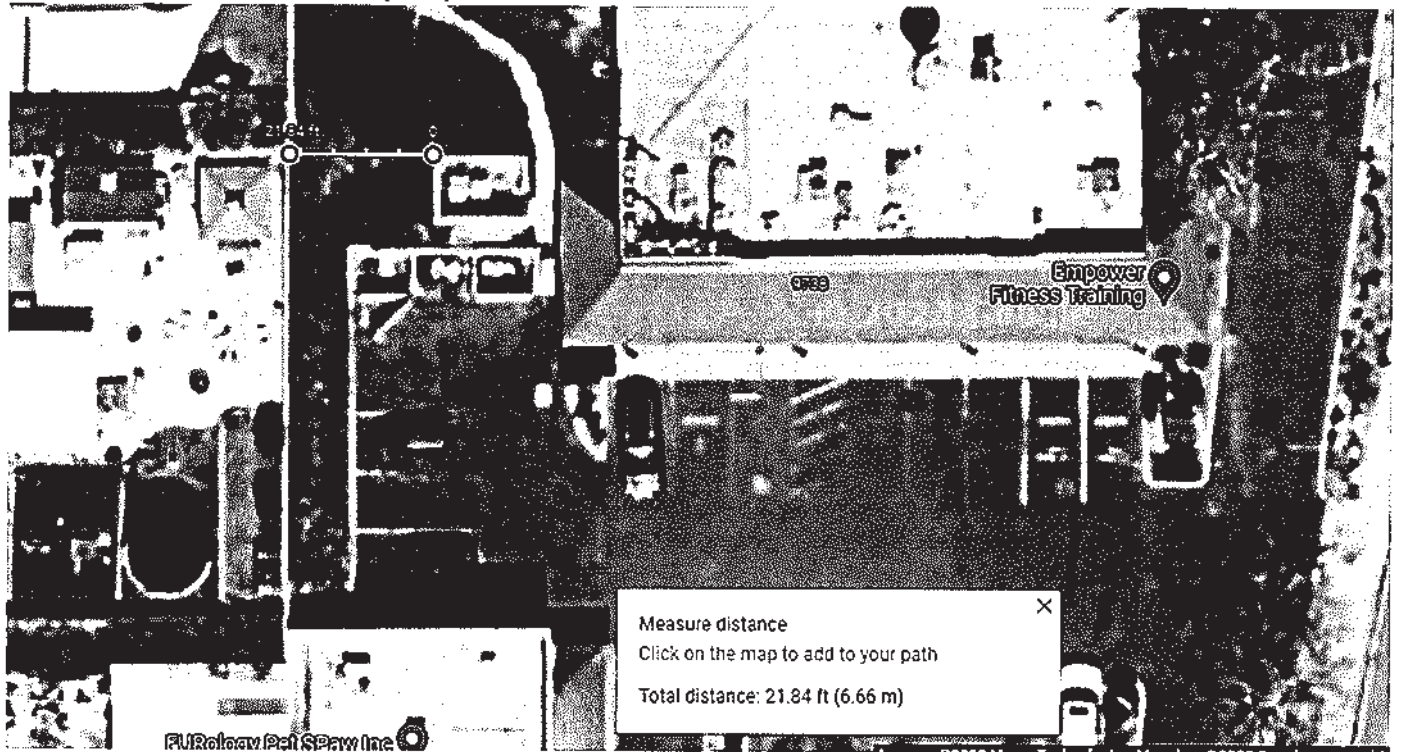 21.84 ft
0
Empower
Fitness Training
Measure distance
Click on the map to add to your path
Total distance: 21.84 ft (6.66 m)
FURology Pet SPaw Inc